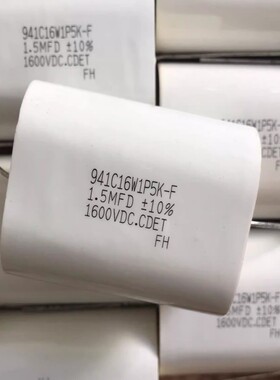 941C16W1P5K-F
1.5MFD ±10%
1600VDC.CDET
FH
941C16W1P5K-F
1.5MFD ±10%
1600VDC.CDET
FH